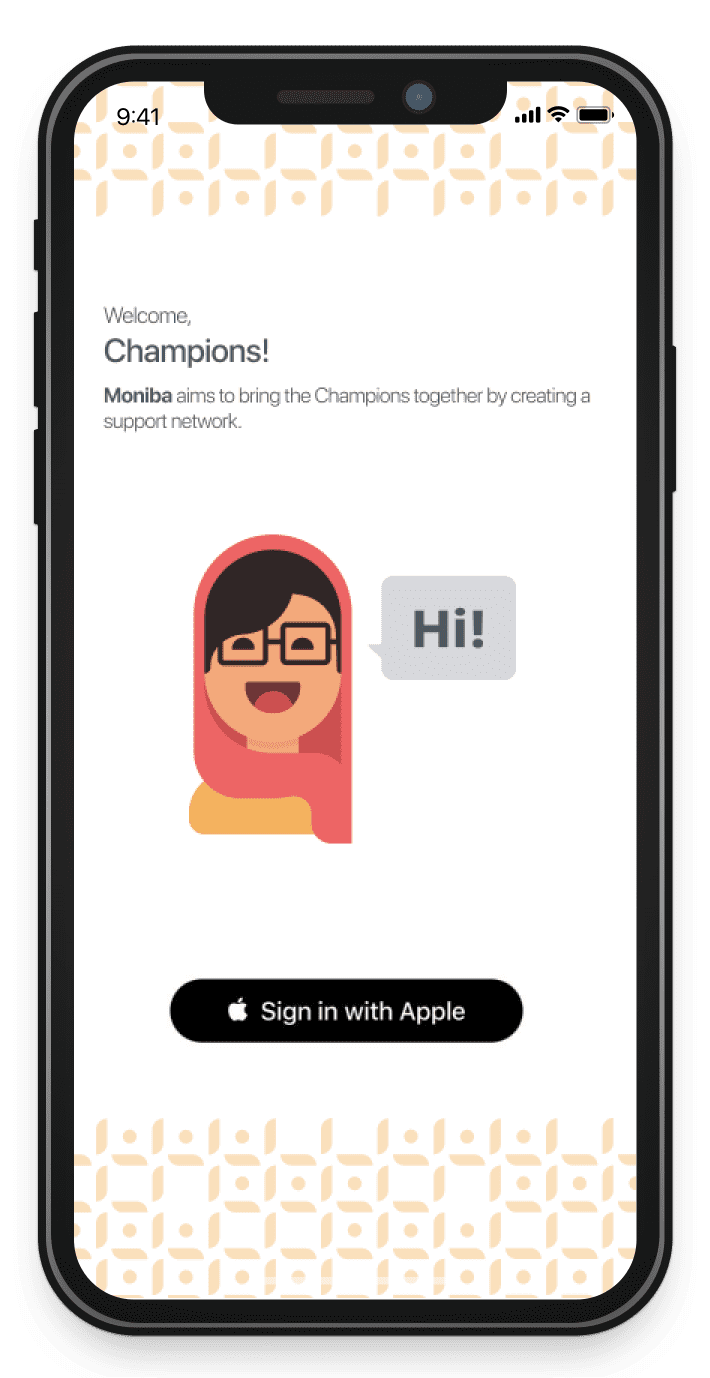 9:41
Welcome,
Champions!
Moniba aims to bring the Champions together by creating a
support network.
Hi!
Sign in with Apple